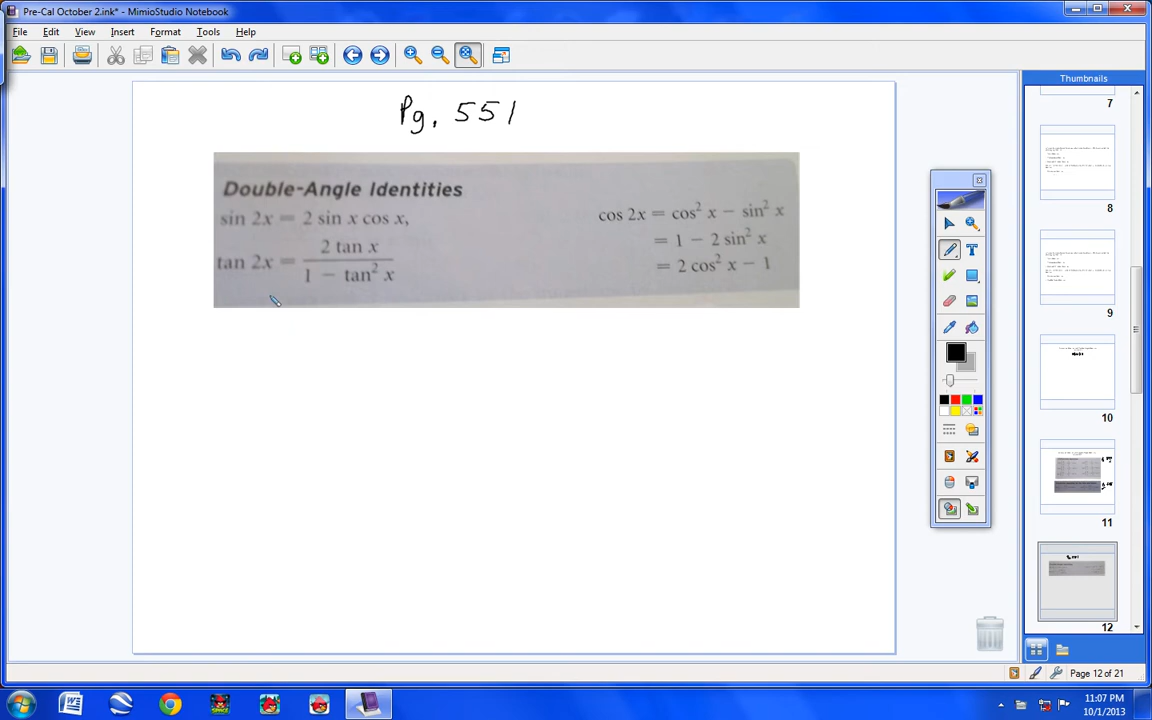 Pre-Cal October 2.ink* - MimioStudio Notebook
File Edit View Insert Format Tools Help
Thumbnails
Pg. 551
Double-Angle Identities
sin 2x = 2 sin x cos x,
tan 2x = 2 tan x / 1 − tan² x
cos 2x = cos² x − sin² x
= 1 − 2 sin² x
= 2 cos² x − 1
7
8
9
10
11
12
Page 12 of 21
11:07 PM
10/1/2013